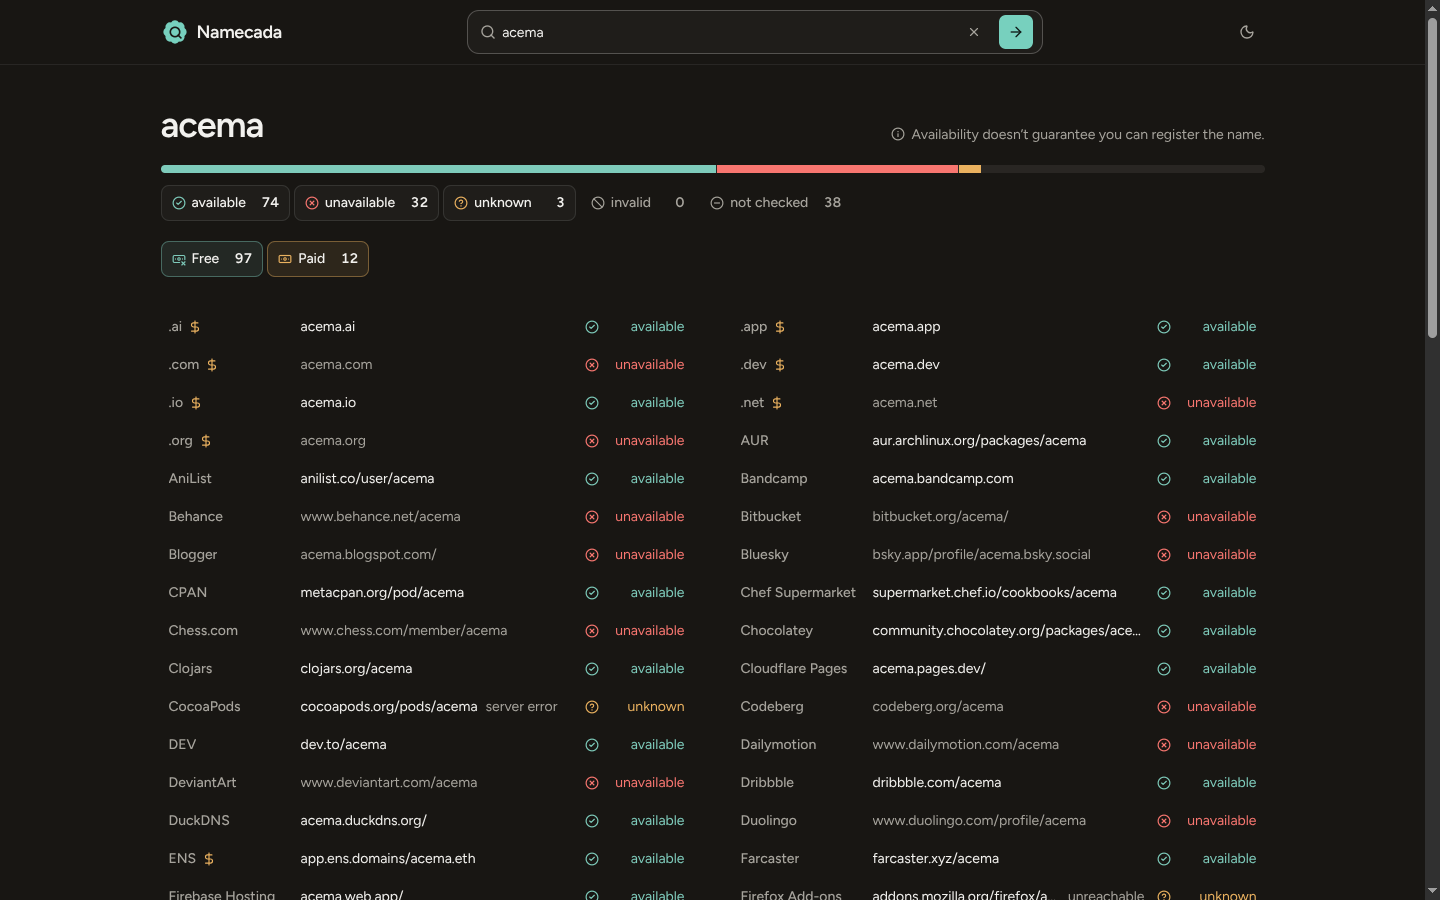 Namecada
acema
acema
Availability doesn't guarantee you can register the name.
available 74 unavailable 32 unknown 3 invalid 0 not checked 38
Free 97 Paid 12
.ai $ acema.ai available .app $ acema.app available
.com $ acema.com unavailable .dev $ acema.dev available
.io $ acema.io available .net $ acema.net unavailable
.org $ acema.org unavailable AUR aur.archlinux.org/packages/acema available
AniList anilist.co/user/acema available Bandcamp acema.bandcamp.com available
Behance www.behance.net/acema unavailable Bitbucket bitbucket.org/acema/ unavailable
Blogger acema.blogspot.com/ unavailable Bluesky bsky.app/profile/acema.bsky.social unavailable
CPAN metacpan.org/pod/acema available Chef Supermarket supermarket.chef.io/cookbooks/acema available
Chess.com www.chess.com/member/acema unavailable Chocolatey community.chocolatey.org/packages/ace... available
Clojars clojars.org/acema available Cloudflare Pages acema.pages.dev/ available
CocoaPods cocoapods.org/pods/acema server error unknown Codeberg codeberg.org/acema unavailable
DEV dev.to/acema available Dailymotion www.dailymotion.com/acema unavailable
DeviantArt www.deviantart.com/acema unavailable Dribbble dribbble.com/acema available
DuckDNS acema.duckdns.org/ available Duolingo www.duolingo.com/profile/acema unavailable
ENS $ app.ens.domains/acema.eth available Farcaster farcaster.xyz/acema available
Firebase Hosting acema.web.app/ available Firefox Add-ons addons.mozilla.org/firefox/a... unreachable unknown